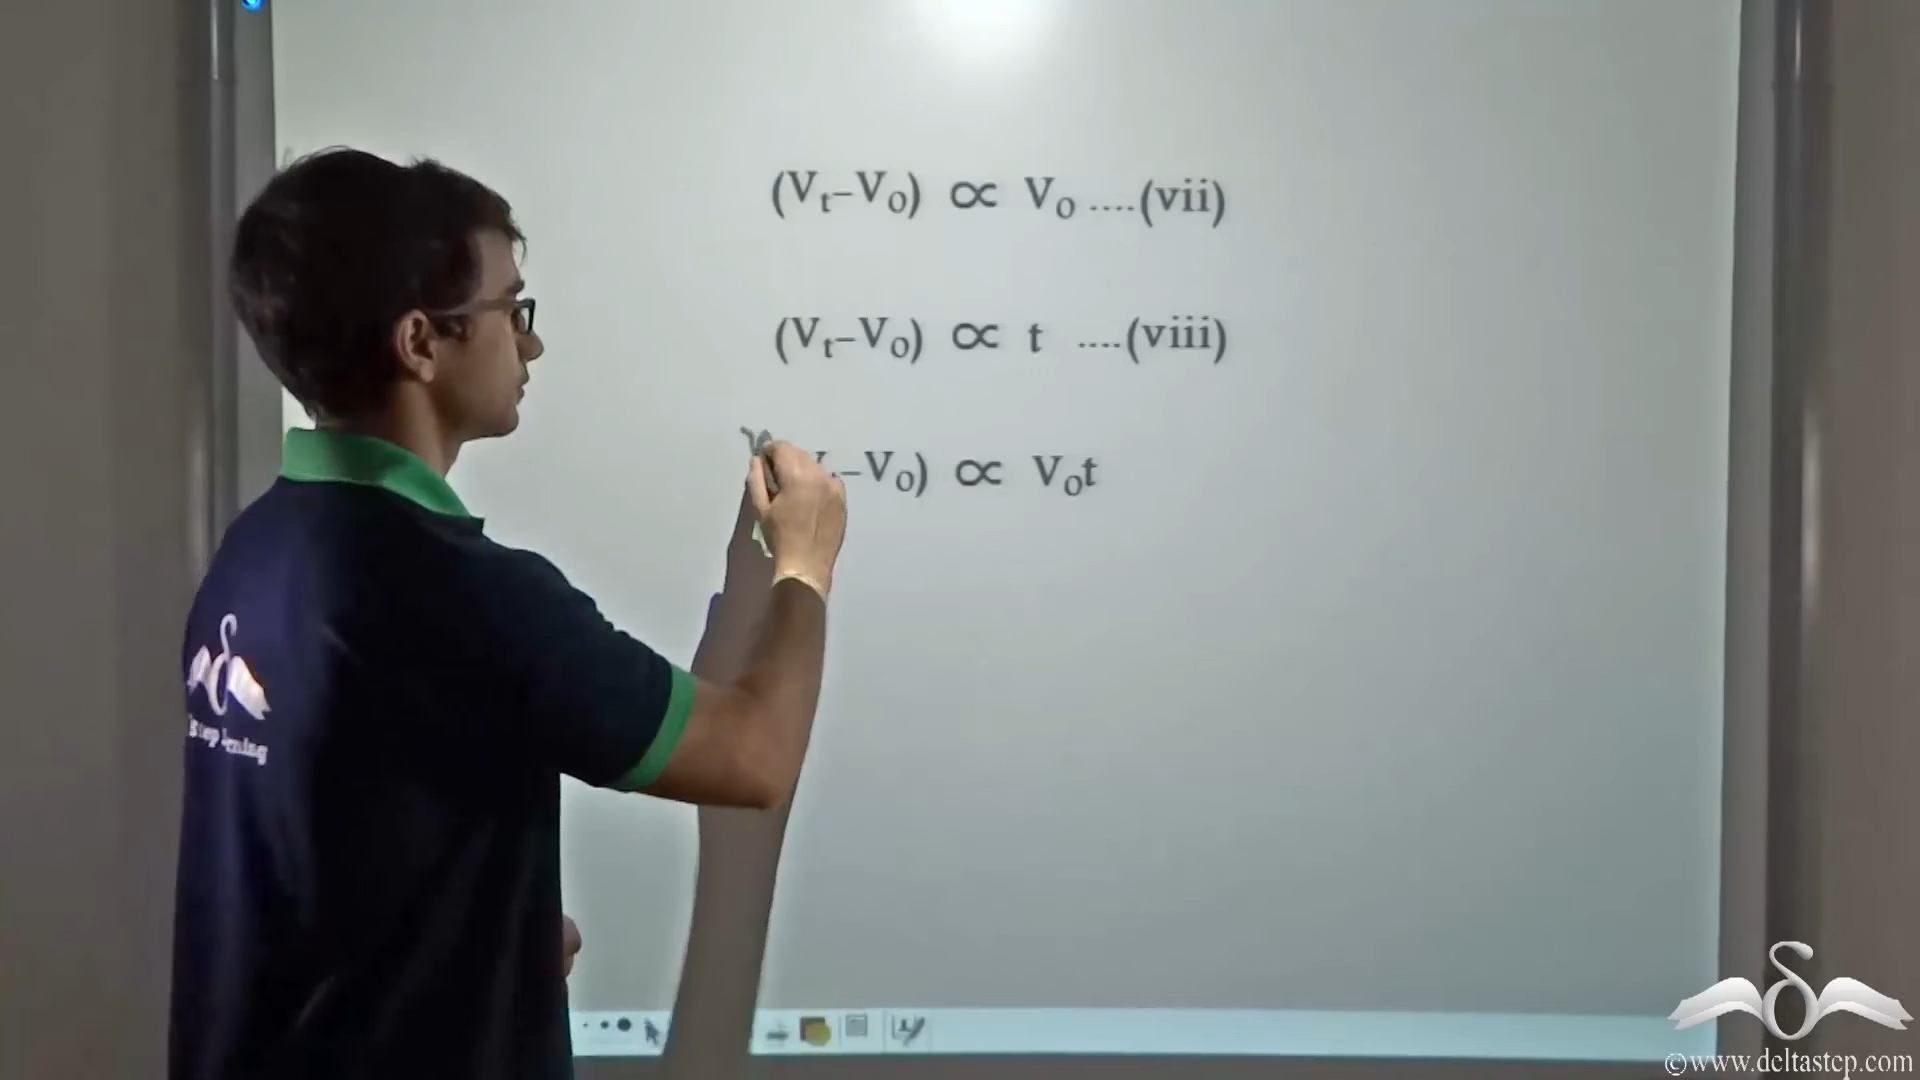 (Vt–V0) ∝ V0 ....(vii)
(Vt–V0) ∝ t ....(viii)
–V0) ∝ V0t
©www.deltastep.com